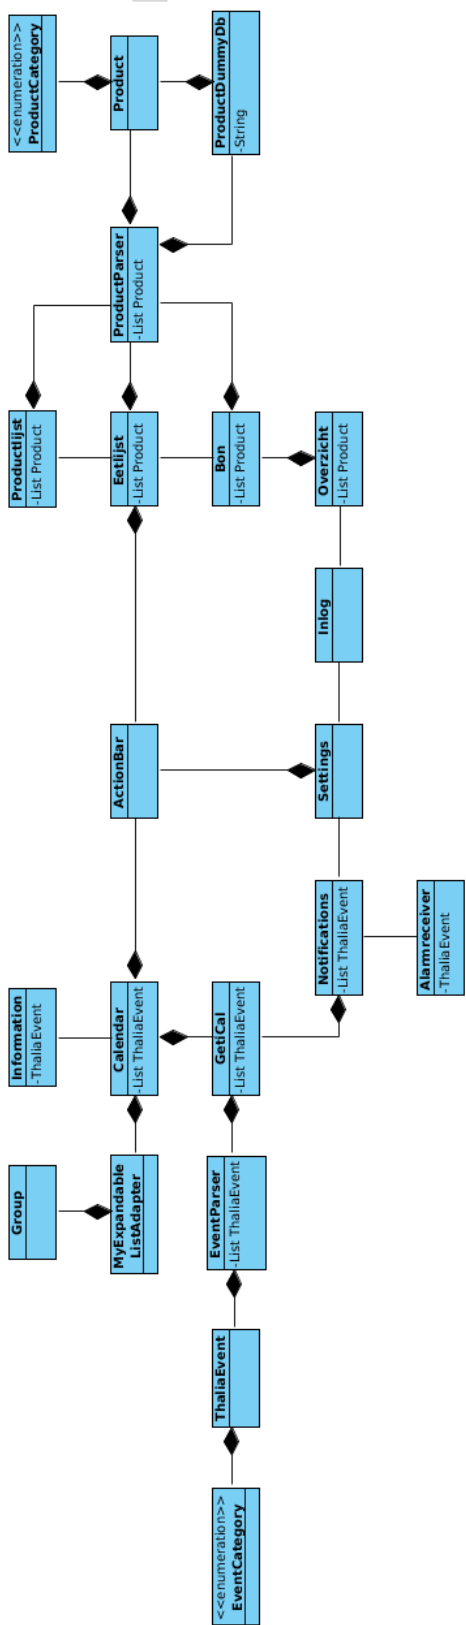 Group
Information
-ThaliaEvent
Productlijst
-List Product
<<enumeration>>
ProductCategory
MyExpandable
ListAdapter
Calendar
-List ThaliaEvent
ActionBar
Eetlijst
-List Product
ProductParser
-List Product
Product
<<enumeration>>
EventCategory
ThaliaEvent
EventParser
-List ThaliaEvent
GetiCal
-List ThaliaEvent
Bon
-List Product
ProductDummyDb
-String
Notifications
-List ThaliaEvent
Settings
Inlog
Overzicht
-List Product
Alarmreceiver
-ThaliaEvent